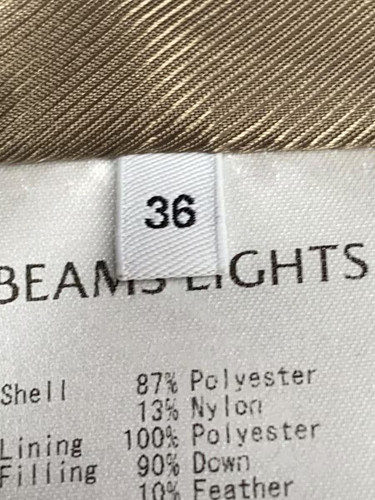 36
BEAMS LIGHTS
Shell 87% Polyester
13% Nylon
Lining 100% Polyester
Filling 90% Down
10% Feather